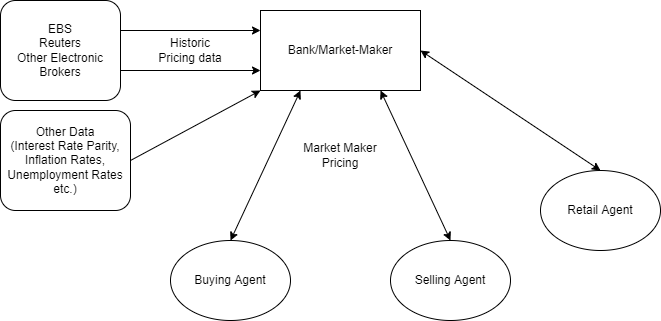 EBS
Reuters
Other Electronic
Brokers
Historic
Pricing data
Bank/Market-Maker
Other Data
(Interest Rate Parity,
Inflation Rates,
Unemployment Rates
etc.)
Market Maker
Pricing
Retail Agent
Buying Agent
Selling Agent